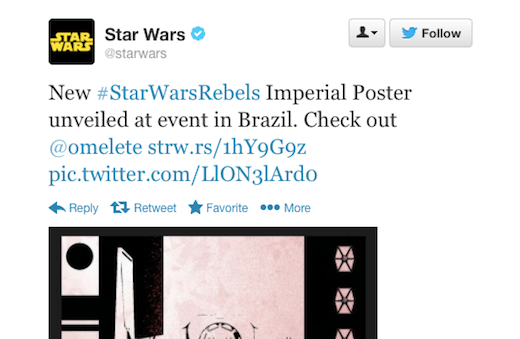 STAR WARS
Star Wars
@starwars
Follow
New #StarWarsRebels Imperial Poster
unveiled at event in Brazil. Check out
@omelete strw.rs/1hY9G9z
pic.twitter.com/LlON3lArd0
Reply Retweet Favorite More